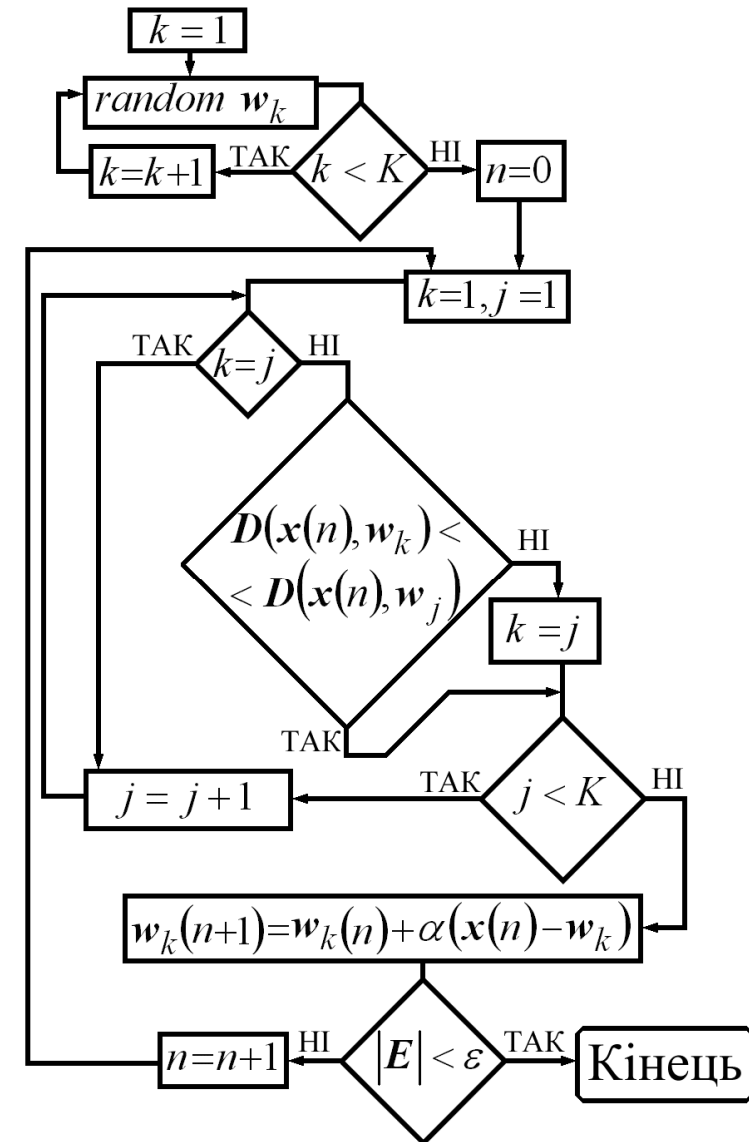 k = 1
random w_k
k=k+1
ТАК
k < K
НІ
n=0
k=1, j=1
ТАК
k=j
НІ
D(x(n),w_k)<
< D(x(n),w_j)
НІ
k = j
ТАК
j = j+1
ТАК
j < K
НІ
w_k(n+1)=w_k(n)+α(x(n)−w_k)
n=n+1
НІ
|E| < ε
ТАК
Кінець